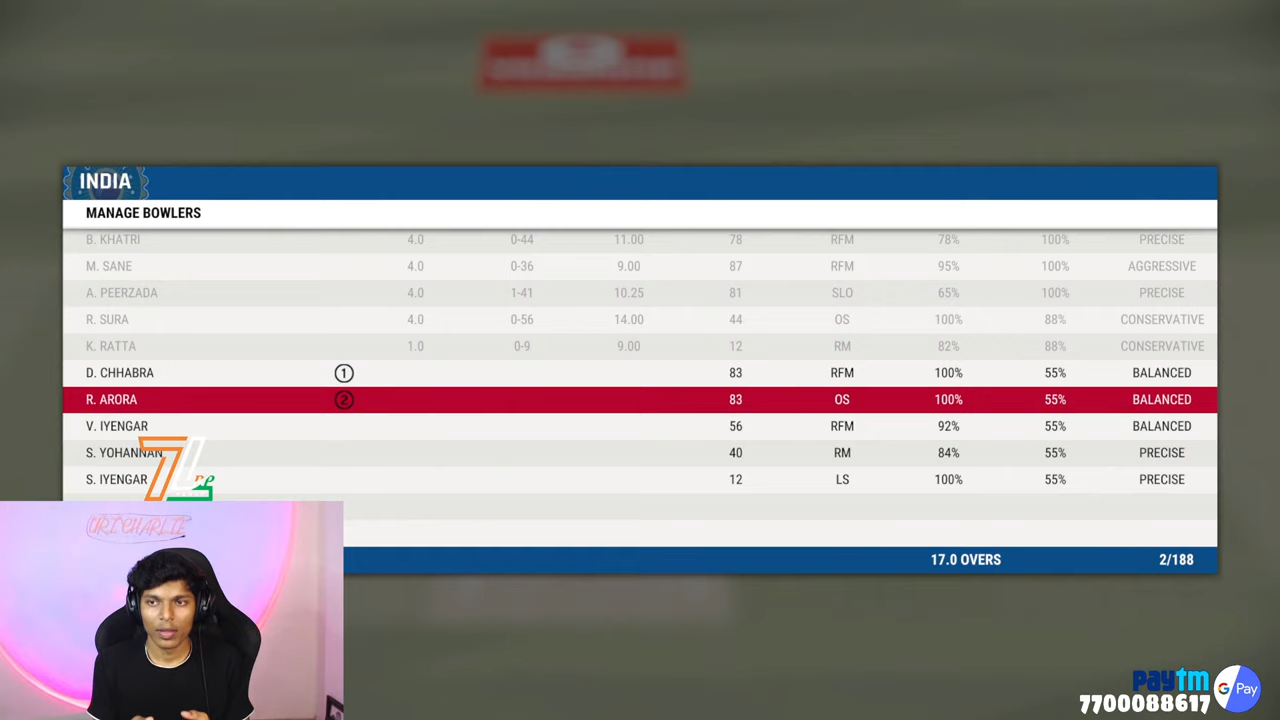 INDIA
MANAGE BOWLERS
B. KHATRI 4.0 0-44 11.00 78 RFM 78% 100% PRECISE
M. SANE 4.0 0-36 9.00 87 RFM 95% 100% AGGRESSIVE
A. PEERZADA 4.0 1-41 10.25 81 SLO 65% 100% PRECISE
R. SURA 4.0 0-56 14.00 44 OS 100% 88% CONSERVATIVE
K. RATTA 1.0 0-9 9.00 12 RM 82% 88% CONSERVATIVE
D. CHHABRA 1 83 RFM 100% 55% BALANCED
R. ARORA 2 83 OS 100% 55% BALANCED
V. IYENGAR 56 RFM 92% 55% BALANCED
S. YOHANNAN 40 RM 84% 55% PRECISE
S. IYENGAR 12 LS 100% 55% PRECISE
URICHARLIE
17.0 OVERS 2/188
paytm
7700088617
G Pay